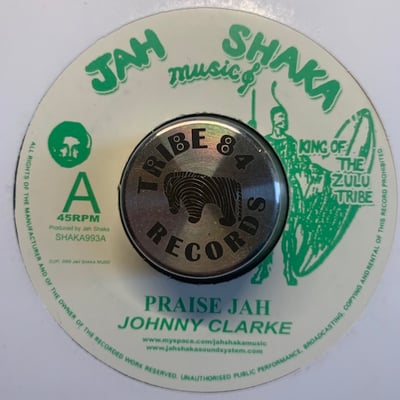 JAH SHAKA
music
KING OF
THE
ZULU
TRIBE
A
45RPM
Produced by Jah Shaka
SHAKA993A
TRIBE 84
RECORDS
PRAISE JAH
JOHNNY CLARKE
www.myspace.com/jahshakamusic
www.jahshakasoundsystem.com
ALL RIGHTS OF THE MANUFACTURER AND OF THE OWNER OF THE RECORDED WORK RESERVED. UNAUTHORISED PUBLIC PERFORMANCE, BROADCASTING, COPYING AND RENTAL OF THIS RECORD PROHIBITED.